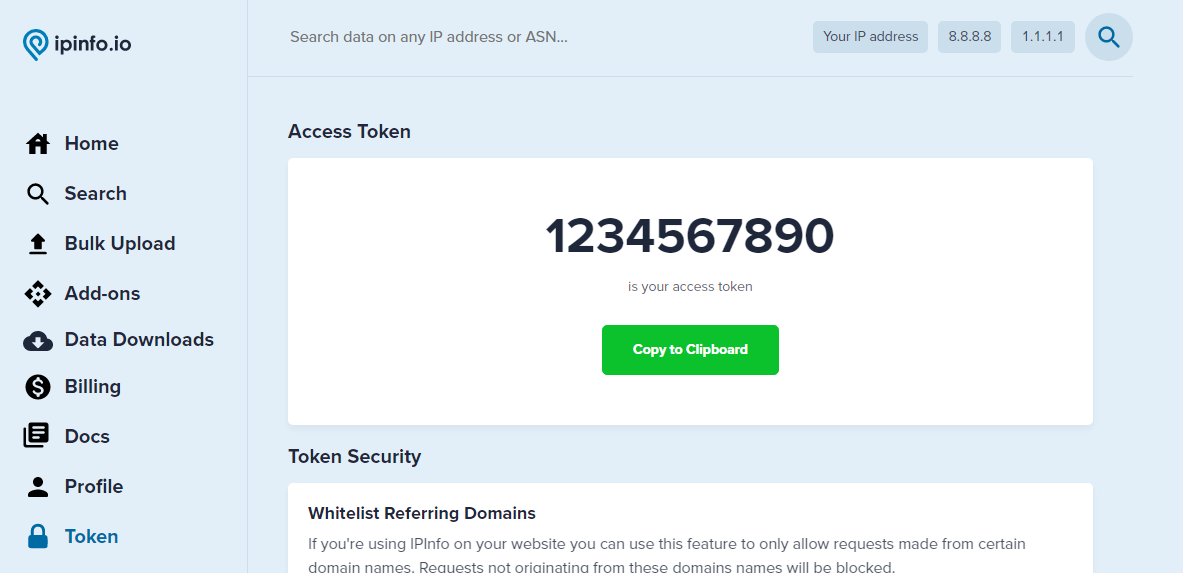 ipinfo.io
Search data on any IP address or ASN...
Your IP address
8.8.8.8
1.1.1.1
Home
Search
Bulk Upload
Add-ons
Data Downloads
Billing
Docs
Profile
Token
Access Token
1234567890
is your access token
Copy to Clipboard
Token Security
Whitelist Referring Domains
If you're using IPInfo on your website you can use this feature to only allow requests made from certain
domain names. Requests not originating from these domains names will be blocked.